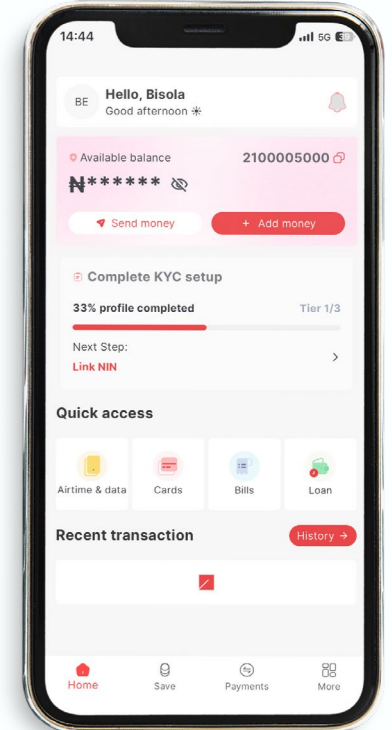 14:44
5G
BE
Hello, Bisola
Good afternoon
Available balance
2100005000
₦******
Send money
+ Add money
Complete KYC setup
33% profile completed
Tier 1/3
Next Step:
Link NIN
Quick access
Airtime & data
Cards
Bills
Loan
Recent transaction
History →
Home
Save
Payments
More